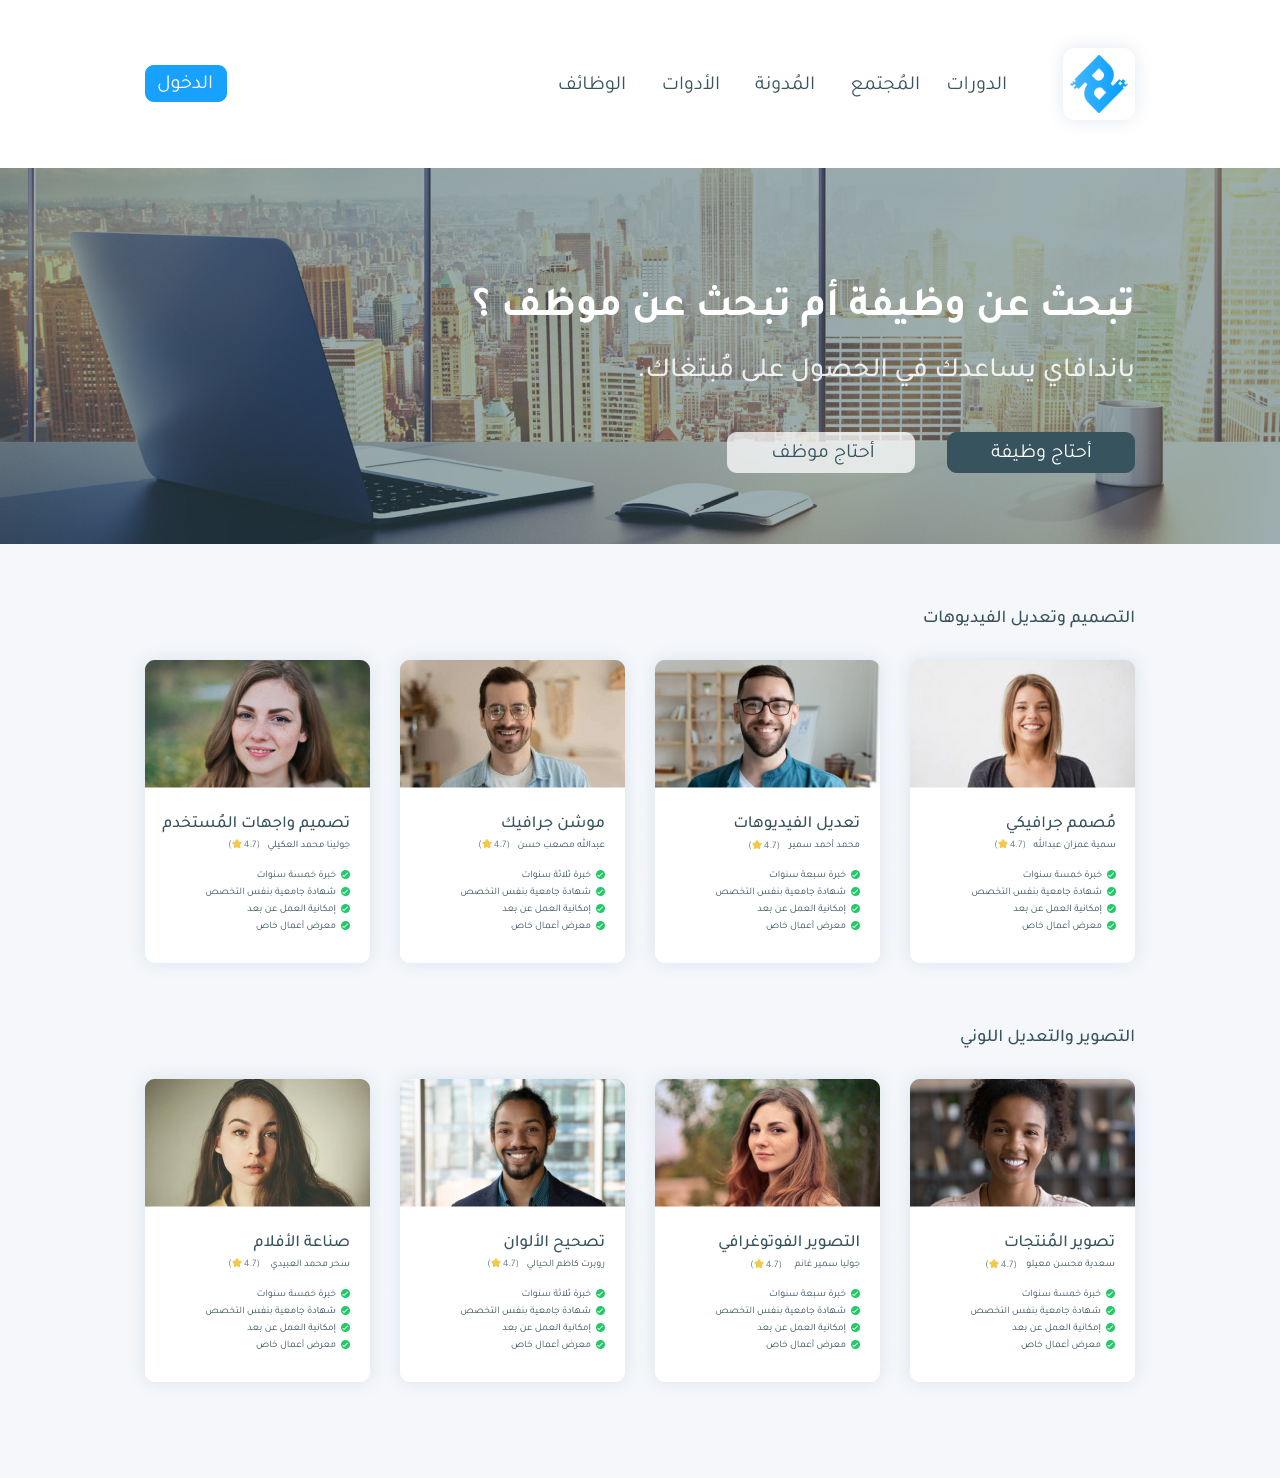 الدورات
المُجتمع
المُدونة
الأدوات
الوظائف
الدخول
تبحث عن وظيفة أم تبحث عن موظف ؟
باندافاي يساعدك في الحصول على مُبتغاك.
أحتاج وظيفة
أحتاج موظف
التصميم وتعديل الفيديوهات
مُصمم جرافيكي
سمية عمران عبدالله (4.7)
خبرة خمسة سنوات
شهادة جامعية بنفس التخصص
إمكانية العمل عن بعد
معرض أعمال خاص
تعديل الفيديوهات
محمد أحمد سمير (4.7)
خبرة سبعة سنوات
شهادة جامعية بنفس التخصص
إمكانية العمل عن بعد
معرض أعمال خاص
موشن جرافيك
عبدالله مصعب حسن (4.7)
خبرة ثلاثة سنوات
شهادة جامعية بنفس التخصص
إمكانية العمل عن بعد
معرض أعمال خاص
تصميم واجهات المُستخدم
جولينا محمد العكيلي (4.7)
خبرة خمسة سنوات
شهادة جامعية بنفس التخصص
إمكانية العمل عن بعد
معرض أعمال خاص
التصوير والتعديل اللوني
تصوير المُنتجات
سعدية محسن معيلو (4.7)
خبرة خمسة سنوات
شهادة جامعية بنفس التخصص
إمكانية العمل عن بعد
معرض أعمال خاص
التصوير الفوتوغرافي
جوليا سمير غانم (4.7)
خبرة سبعة سنوات
شهادة جامعية بنفس التخصص
إمكانية العمل عن بعد
معرض أعمال خاص
تصحيح الألوان
روبرت كاظم الحيالي (4.7)
خبرة ثلاثة سنوات
شهادة جامعية بنفس التخصص
إمكانية العمل عن بعد
معرض أعمال خاص
صناعة الأفلام
سحر محمد العبيدي (4.7)
خبرة خمسة سنوات
شهادة جامعية بنفس التخصص
إمكانية العمل عن بعد
معرض أعمال خاص